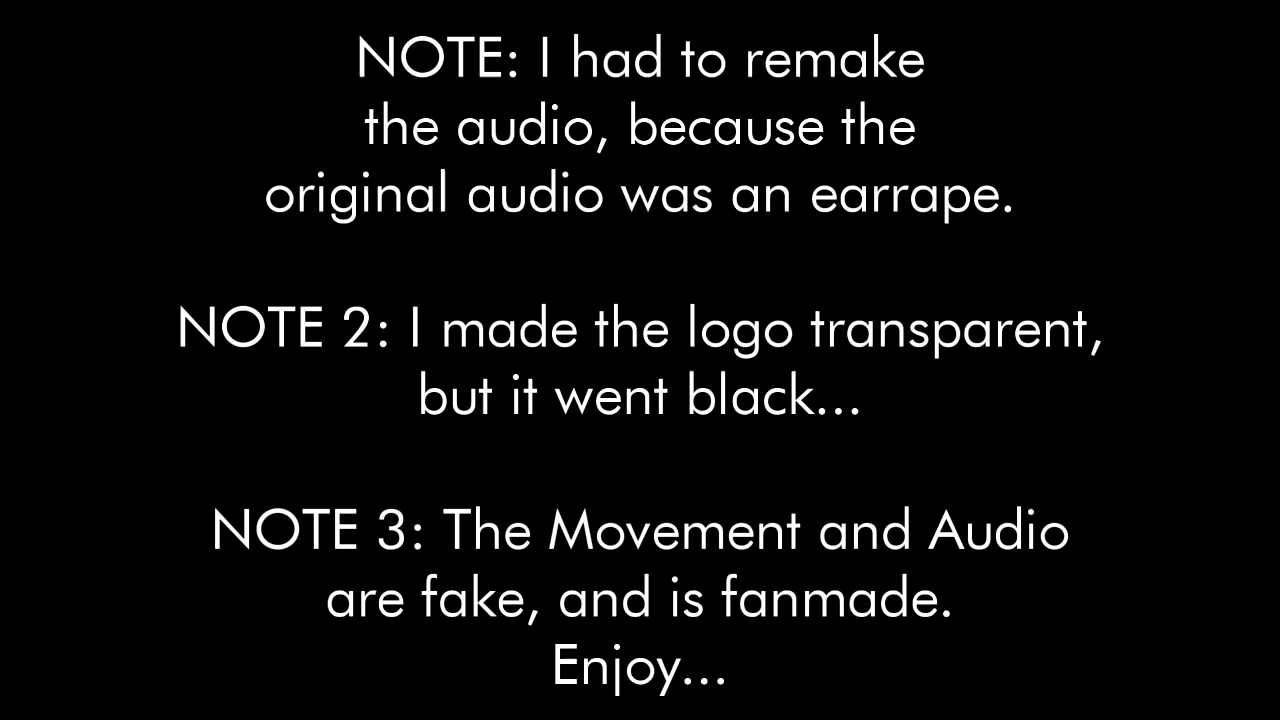 NOTE: I had to remake
the audio, because the
original audio was an earrape.
NOTE 2: I made the logo transparent,
but it went black...
NOTE 3: The Movement and Audio
are fake, and is fanmade.
Enjoy...